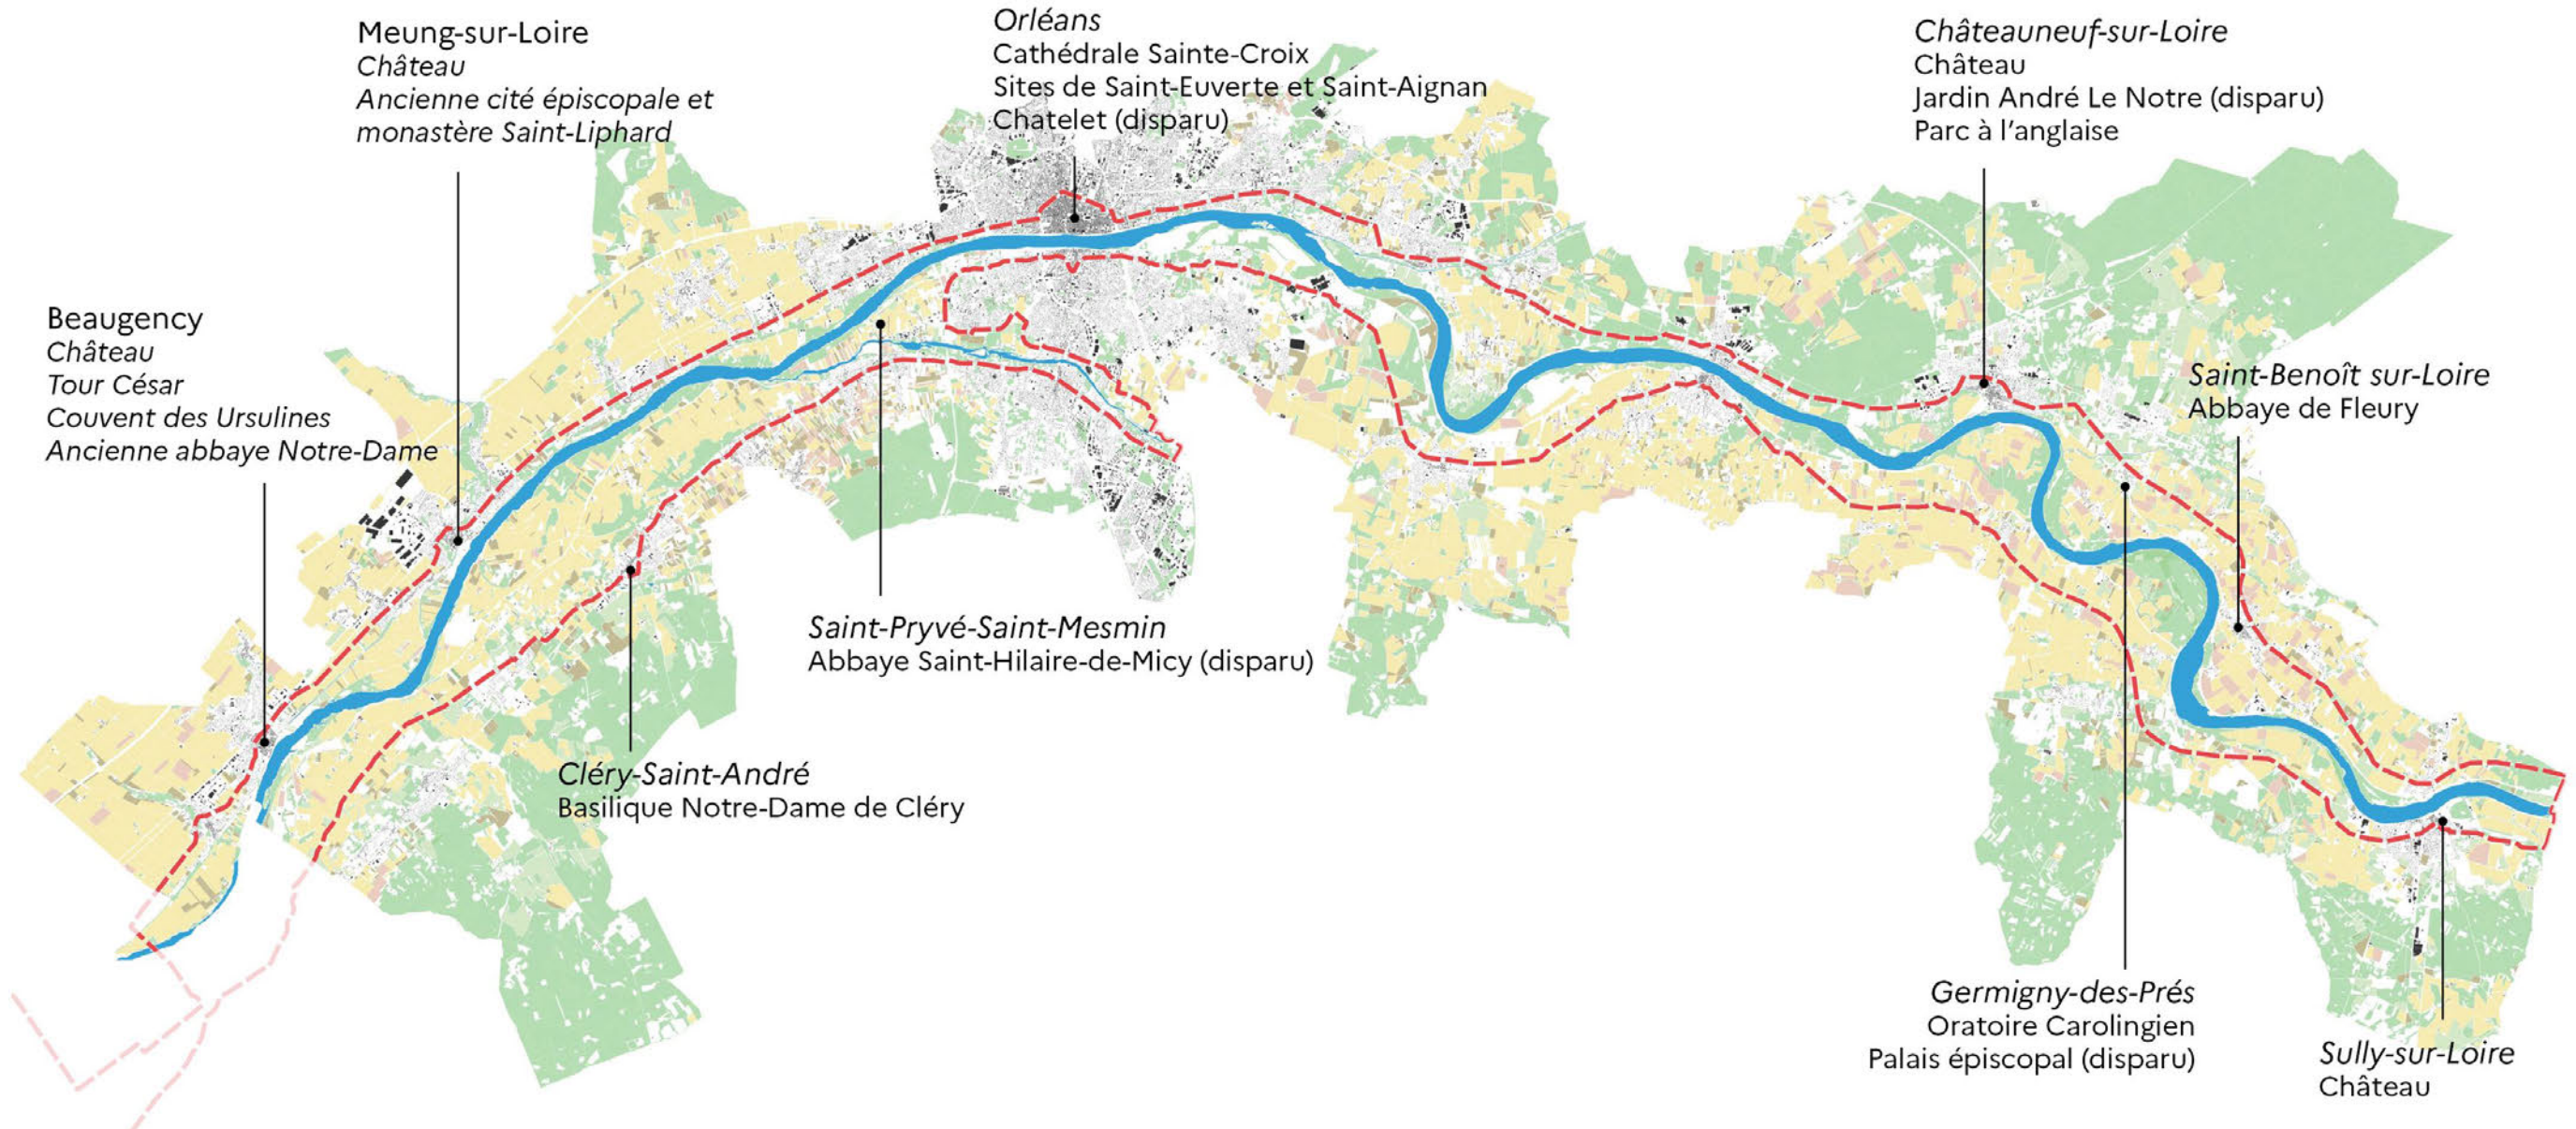 Meung-sur-Loire
Château
Ancienne cité épiscopale et
monastère Saint-Liphard
Orléans
Cathédrale Sainte-Croix
Sites de Saint-Euverte et Saint-Aignan
Chatelet (disparu)
Châteauneuf-sur-Loire
Château
Jardin André Le Notre (disparu)
Parc à l'anglaise
Beaugency
Château
Tour César
Couvent des Ursulines
Ancienne abbaye Notre-Dame
Saint-Benoît sur-Loire
Abbaye de Fleury
Saint-Pryvé-Saint-Mesmin
Abbaye Saint-Hilaire-de-Micy (disparu)
Cléry-Saint-André
Basilique Notre-Dame de Cléry
Germigny-des-Prés
Oratoire Carolingien
Palais épiscopal (disparu)
Sully-sur-Loire
Château